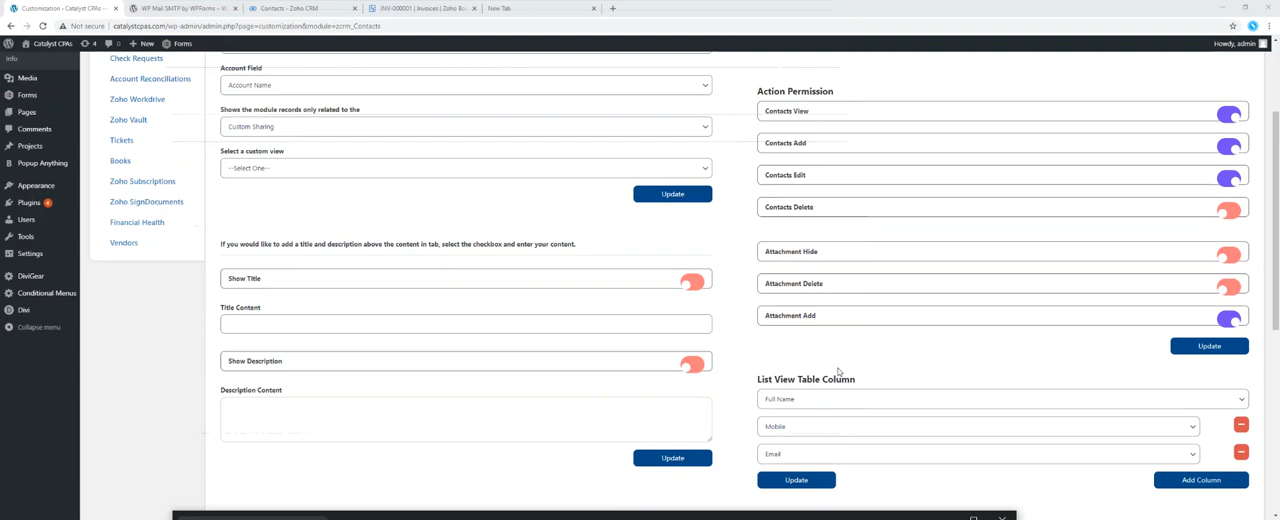 Customization ‹ Catalyst CPAs —
WP Mail SMTP by WPForms –
Contacts - Zoho CRM
INV-000001 | Invoices | Zoho Bo
New Tab
Not secure | catalystcpas.com/wp-admin/admin.php?page=customization&module=zcrm_Contacts
Catalyst CPAs 4 0 New Forms
Howdy, admin
Info
Media
Forms
Pages
Comments
Projects
Popup Anything
Appearance
Plugins 4
Users
Tools
Settings
DiviGear
Conditional Menus
Divi
Collapse menu
Check Requests
Account Reconciliations
Zoho Workdrive
Zoho Vault
Tickets
Books
Zoho Subscriptions
Zoho SignDocuments
Financial Health
Vendors
Account Field
Account Name
Shows the module records only related to the
Custom Sharing
Select a custom view
--Select One--
Update
If you would like to add a title and description above the content in tab, select the checkbox and enter your content.
Show Title
Title Content
Show Description
Description Content
Update
Action Permission
Contacts View
Contacts Add
Contacts Edit
Contacts Delete
Attachment Hide
Attachment Delete
Attachment Add
Update
List View Table Column
Full Name
Mobile
Email
Update
Add Column